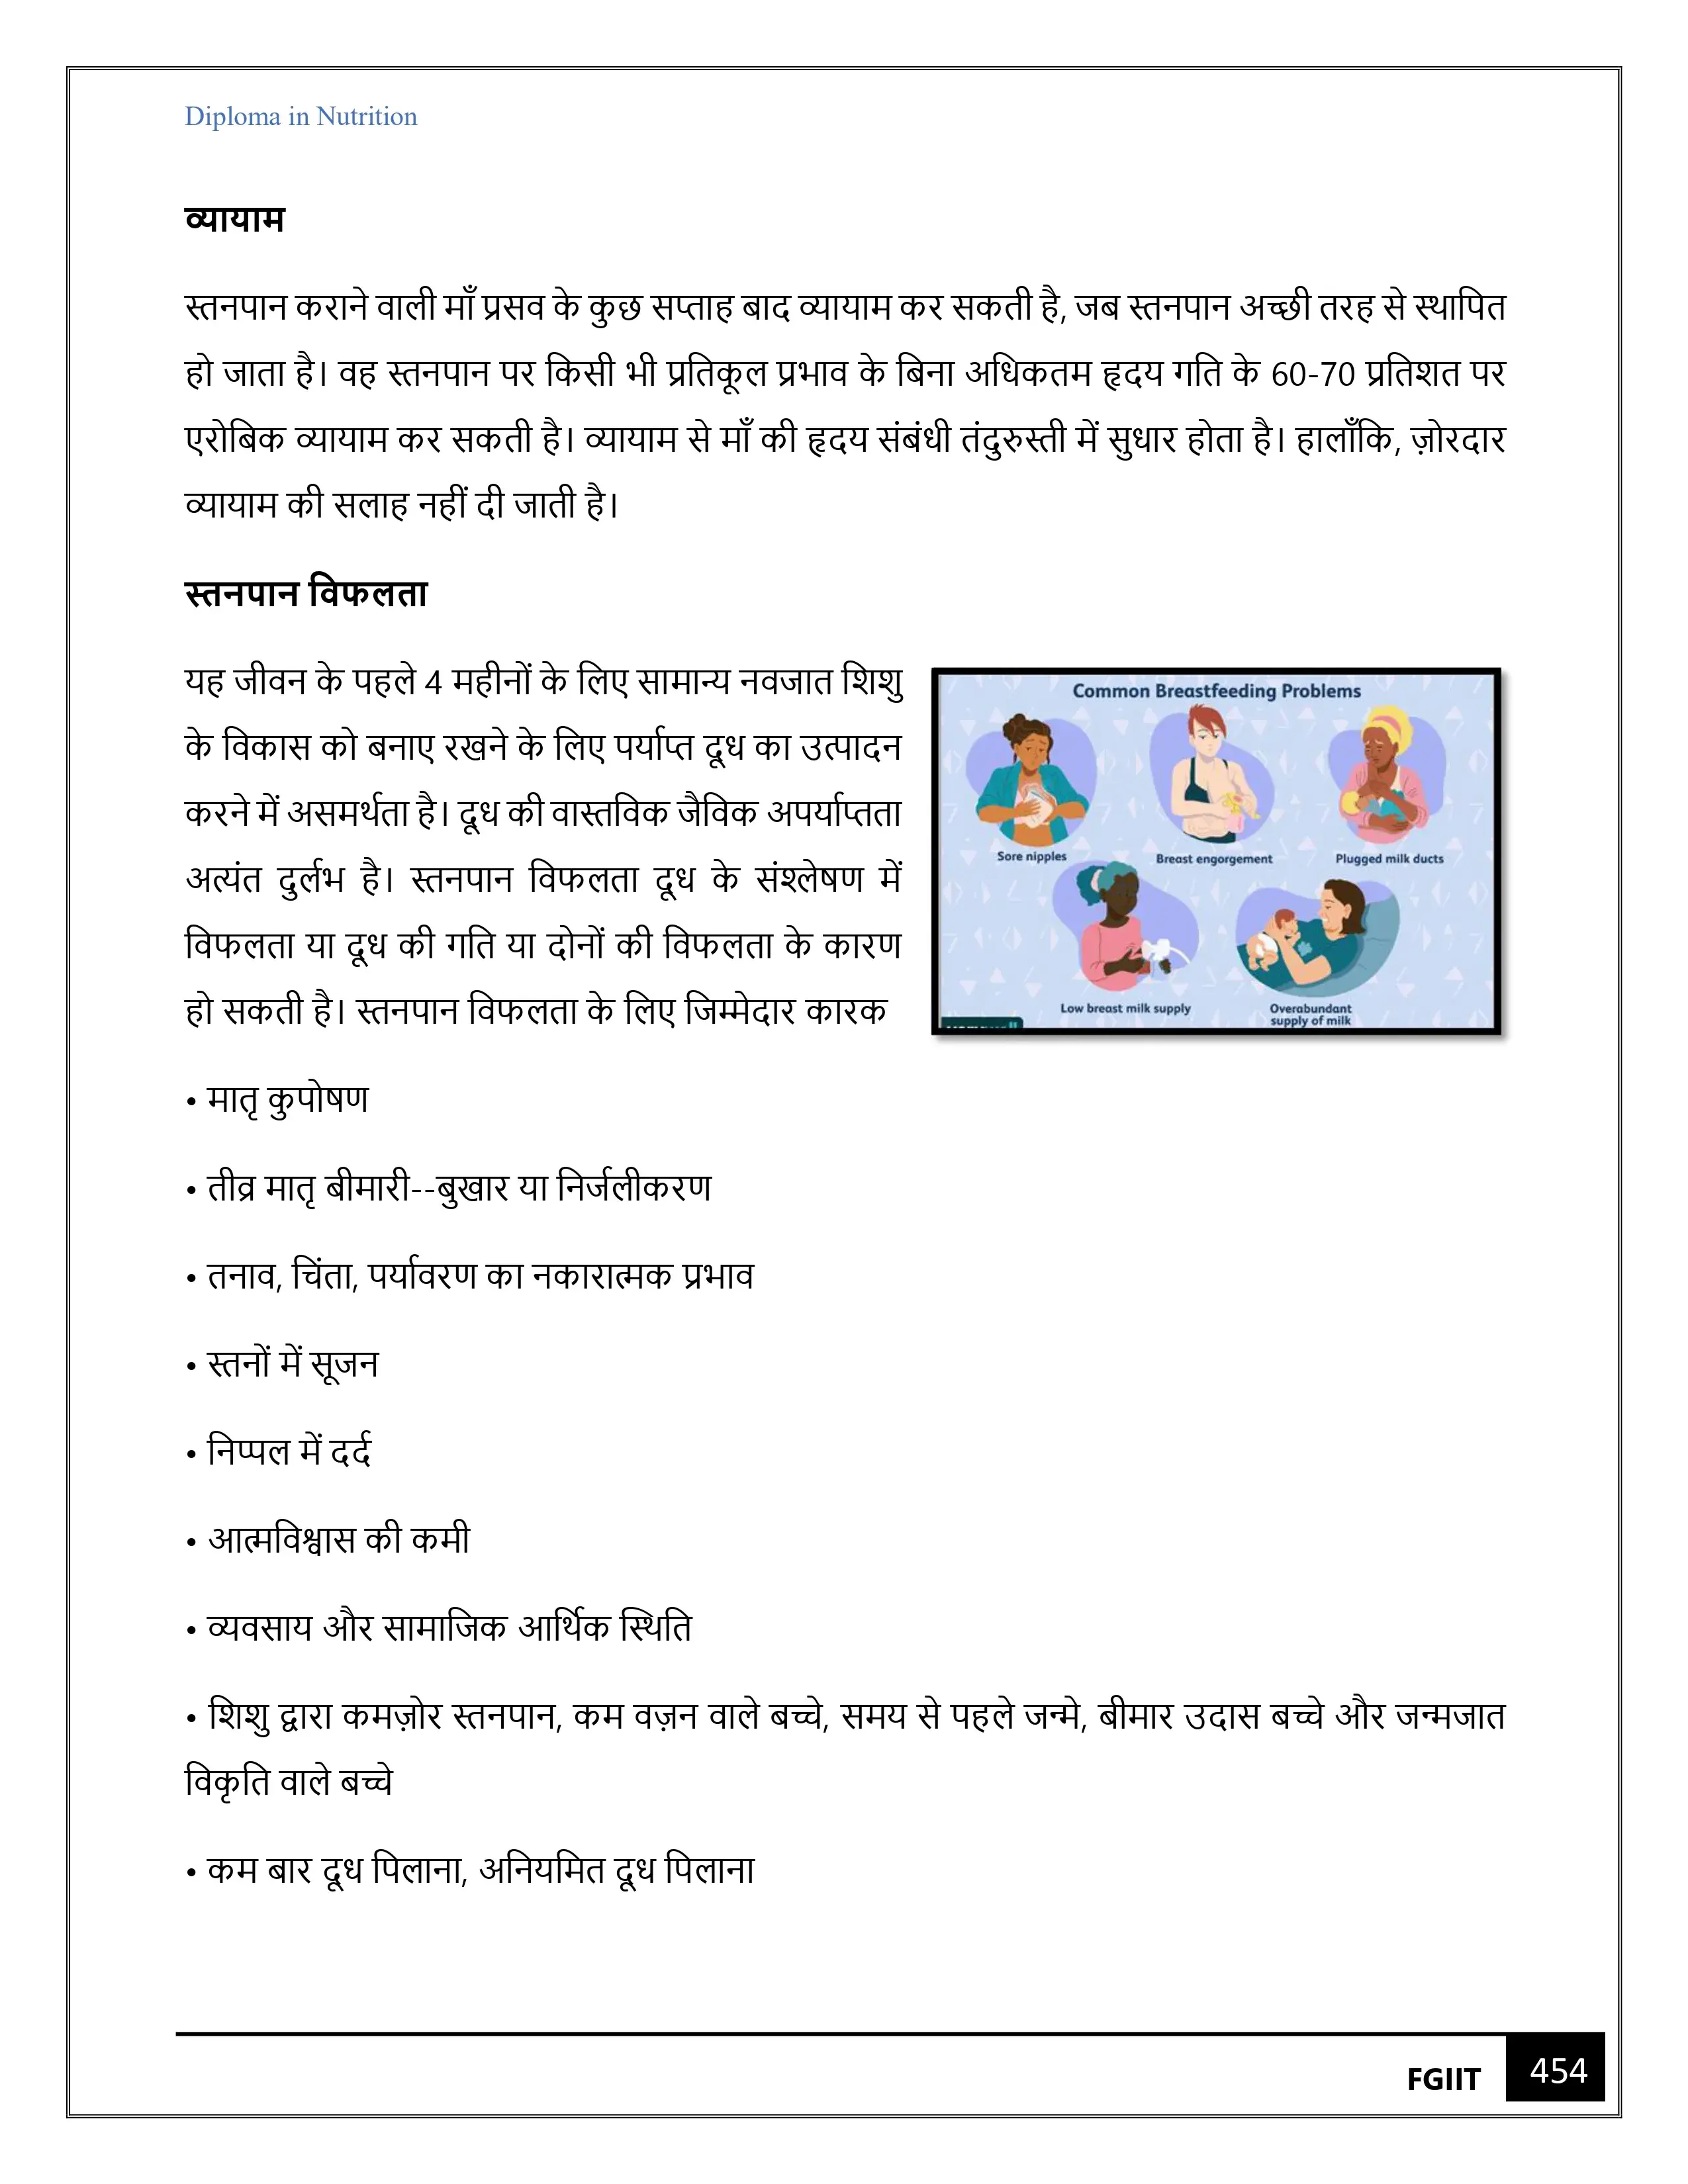 Diploma in Nutrition
व्यायाम
स्तनपान कराने वाली माँ प्रसव के कुछ सप्ताह बाद व्यायाम कर सकती है, जब स्तनपान अच्छी तरह से स्थापित
हो जाता है। वह स्तनपान पर किसी भी प्रतिकूल प्रभाव के बिना अधिकतम हृदय गति के 60-70 प्रतिशत पर
एरोबिक व्यायाम कर सकती है। व्यायाम से माँ की हृदय संबंधी तंदुरुस्ती में सुधार होता है। हालाँकि, ज़ोरदार
व्यायाम की सलाह नहीं दी जाती है।
स्तनपान विफलता
यह जीवन के पहले 4 महीनों के लिए सामान्य नवजात शिशु
के विकास को बनाए रखने के लिए पर्याप्त दूध का उत्पादन
करने में असमर्थता है। दूध की वास्तविक जैविक अपर्याप्तता
अत्यंत दुर्लभ है। स्तनपान विफलता दूध के संश्लेषण में
विफलता या दूध की गति या दोनों की विफलता के कारण
हो सकती है। स्तनपान विफलता के लिए जिम्मेदार कारक
Common Breastfeeding Problems
Sore nipples
Breast engorgement
Plugged milk ducts
Low breast milk supply
Overabundant
supply of milk
• मातृ कुपोषण
• तीव्र मातृ बीमारी--बुखार या निर्जलीकरण
• तनाव, चिंता, पर्यावरण का नकारात्मक प्रभाव
• स्तनों में सूजन
• निप्पल में दर्द
• आत्मविश्वास की कमी
• व्यवसाय और सामाजिक आर्थिक स्थिति
• शिशु द्वारा कमज़ोर स्तनपान, कम वज़न वाले बच्चे, समय से पहले जन्मे, बीमार उदास बच्चे और जन्मजात
विकृति वाले बच्चे
• कम बार दूध पिलाना, अनियमित दूध पिलाना
FGIIT
454